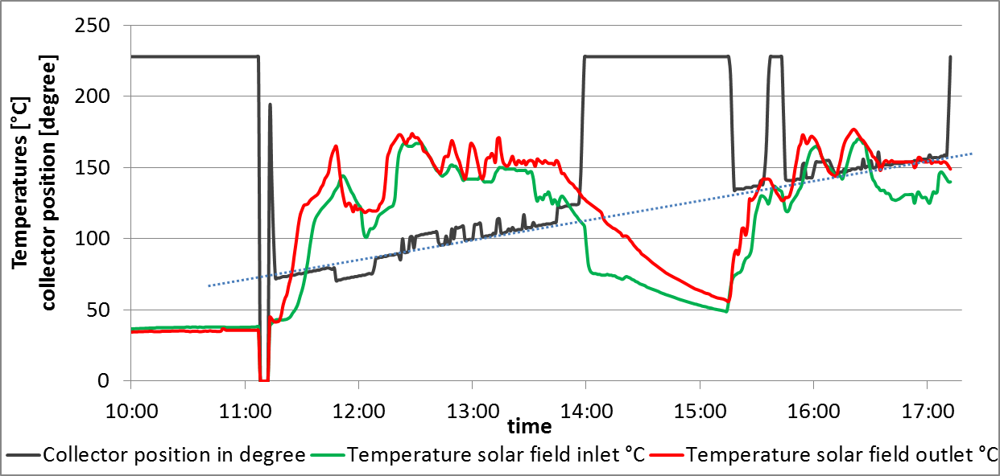 Temperatures [°C]
collector position [degree]
250
200
150
100
50
0
10:00 11:00 12:00 13:00 14:00 15:00 16:00 17:00
time
Collector position in degree Temperature solar field inlet °C Temperature solar field outlet °C